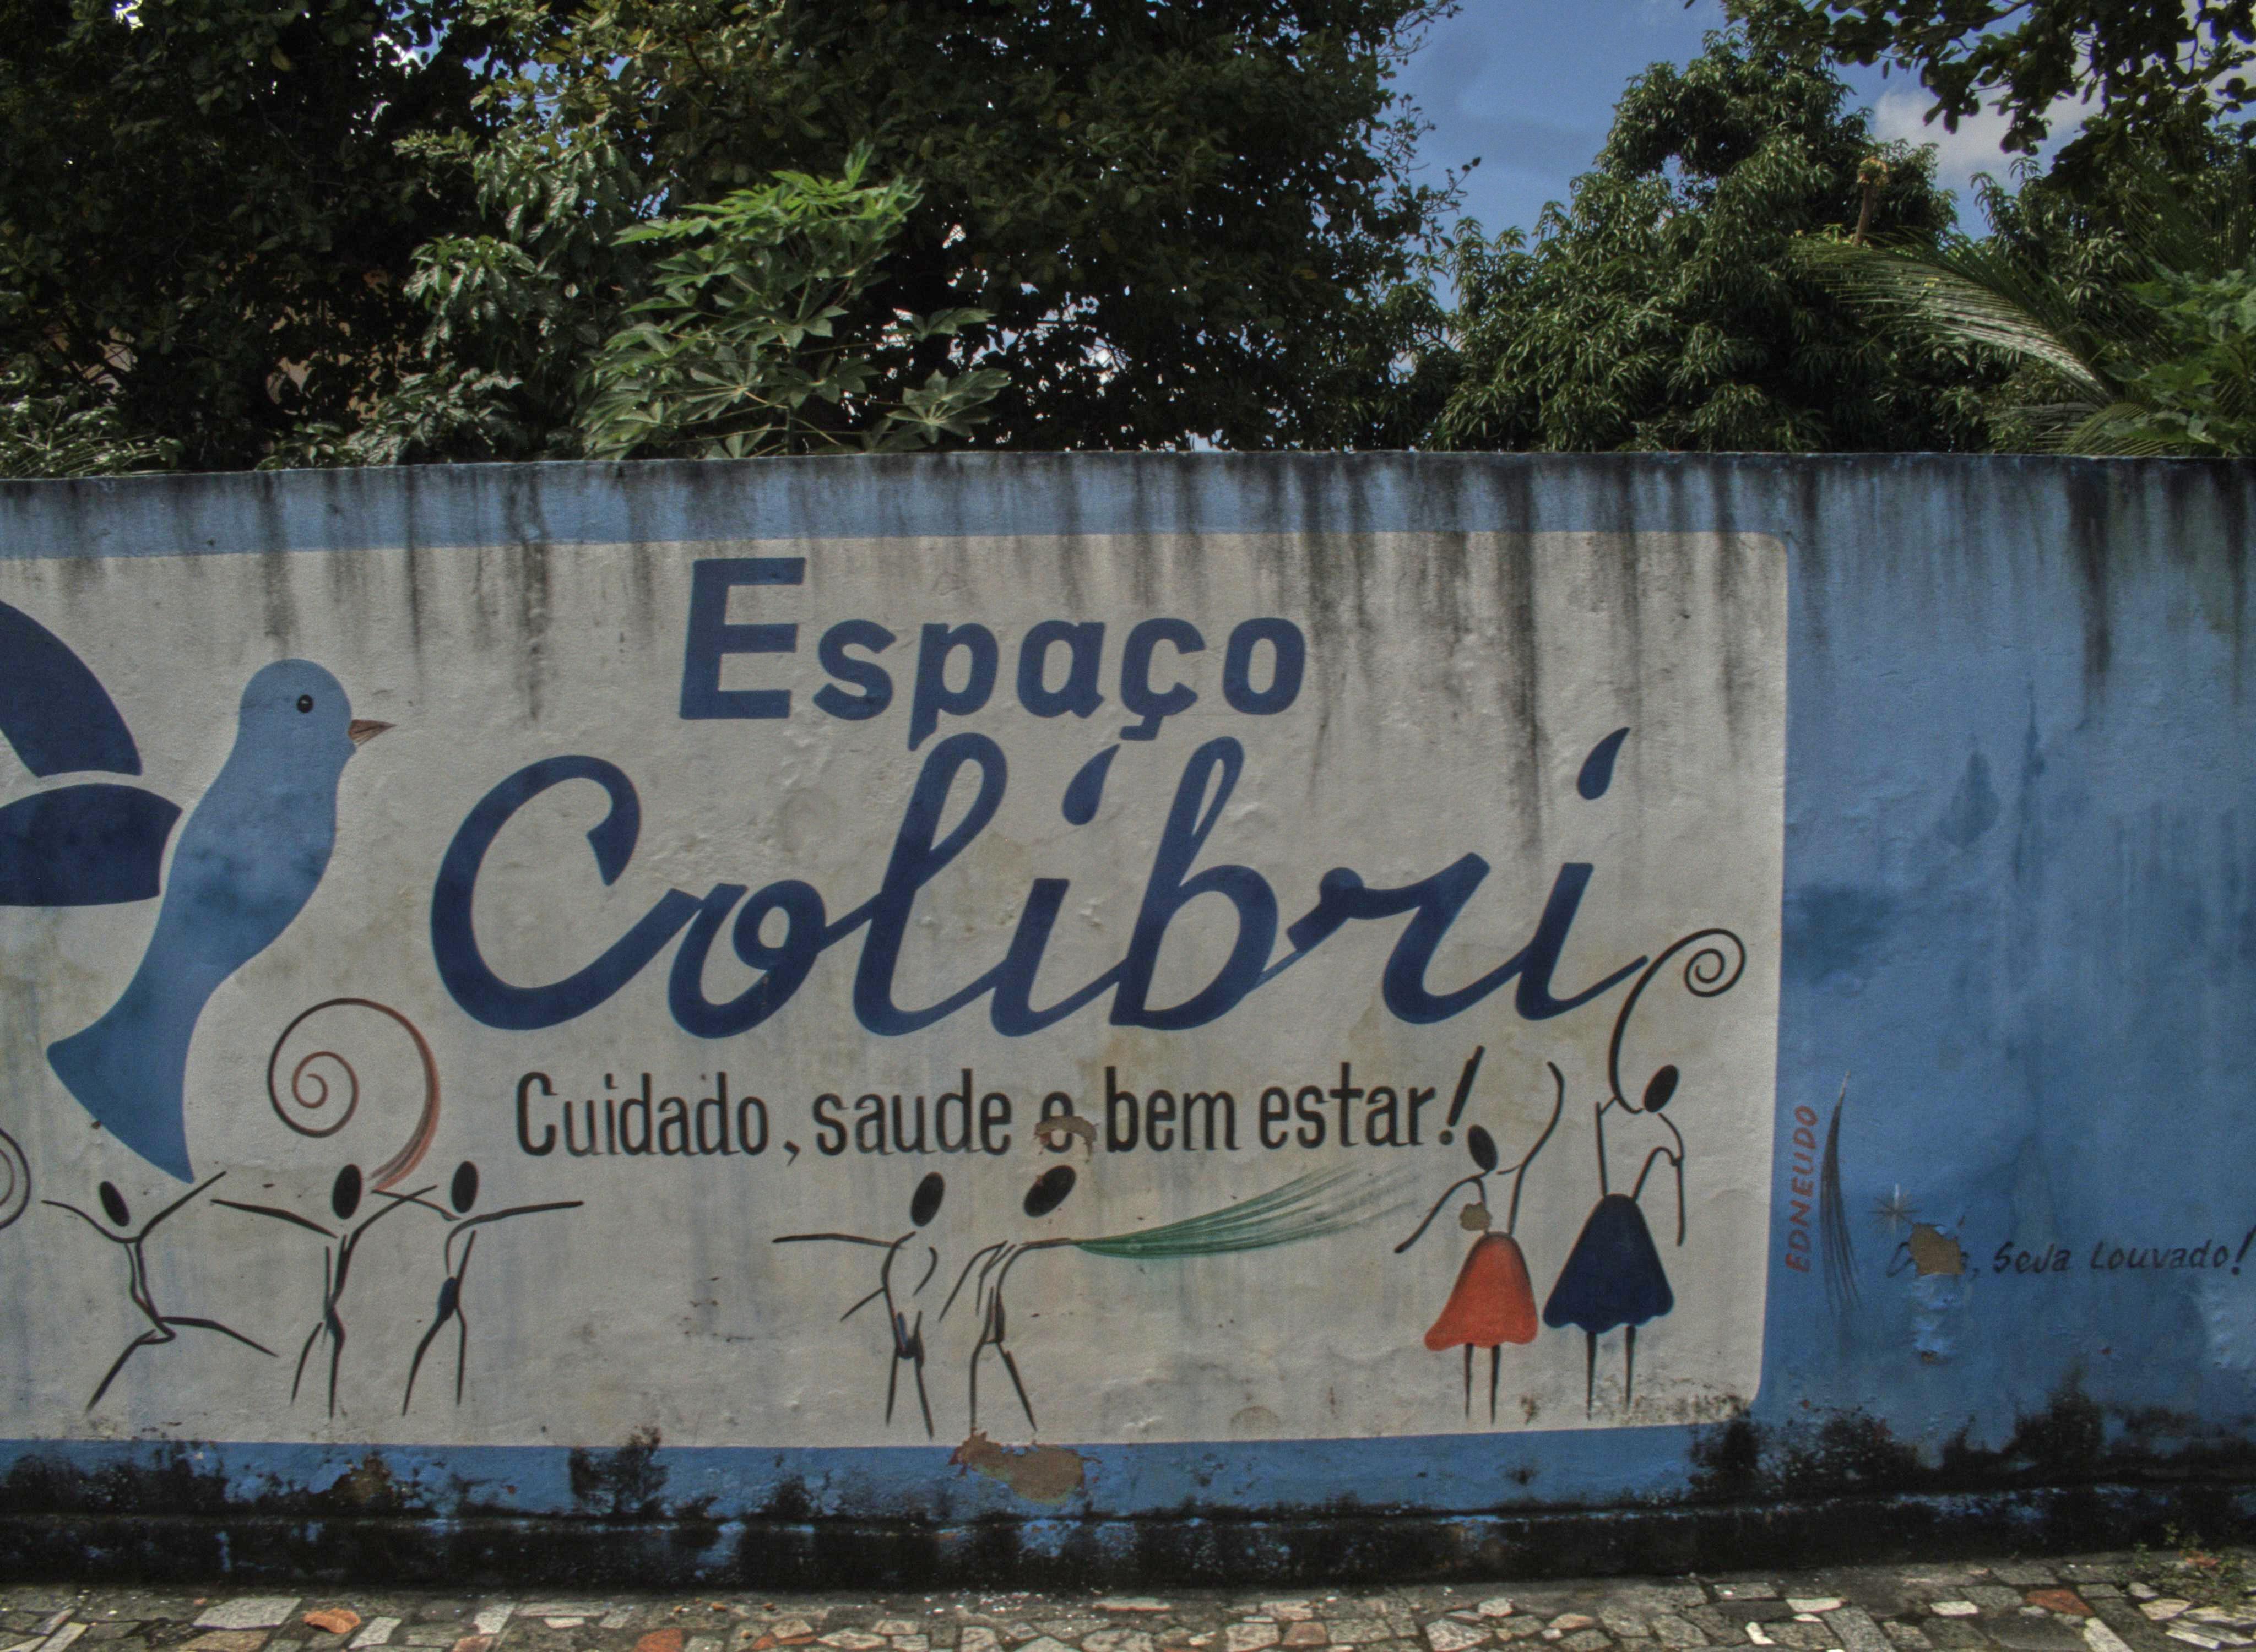 Espaço
Colibri
Cuidado, saude e bem estar!
EDNEUDO
, Seja Louvado!